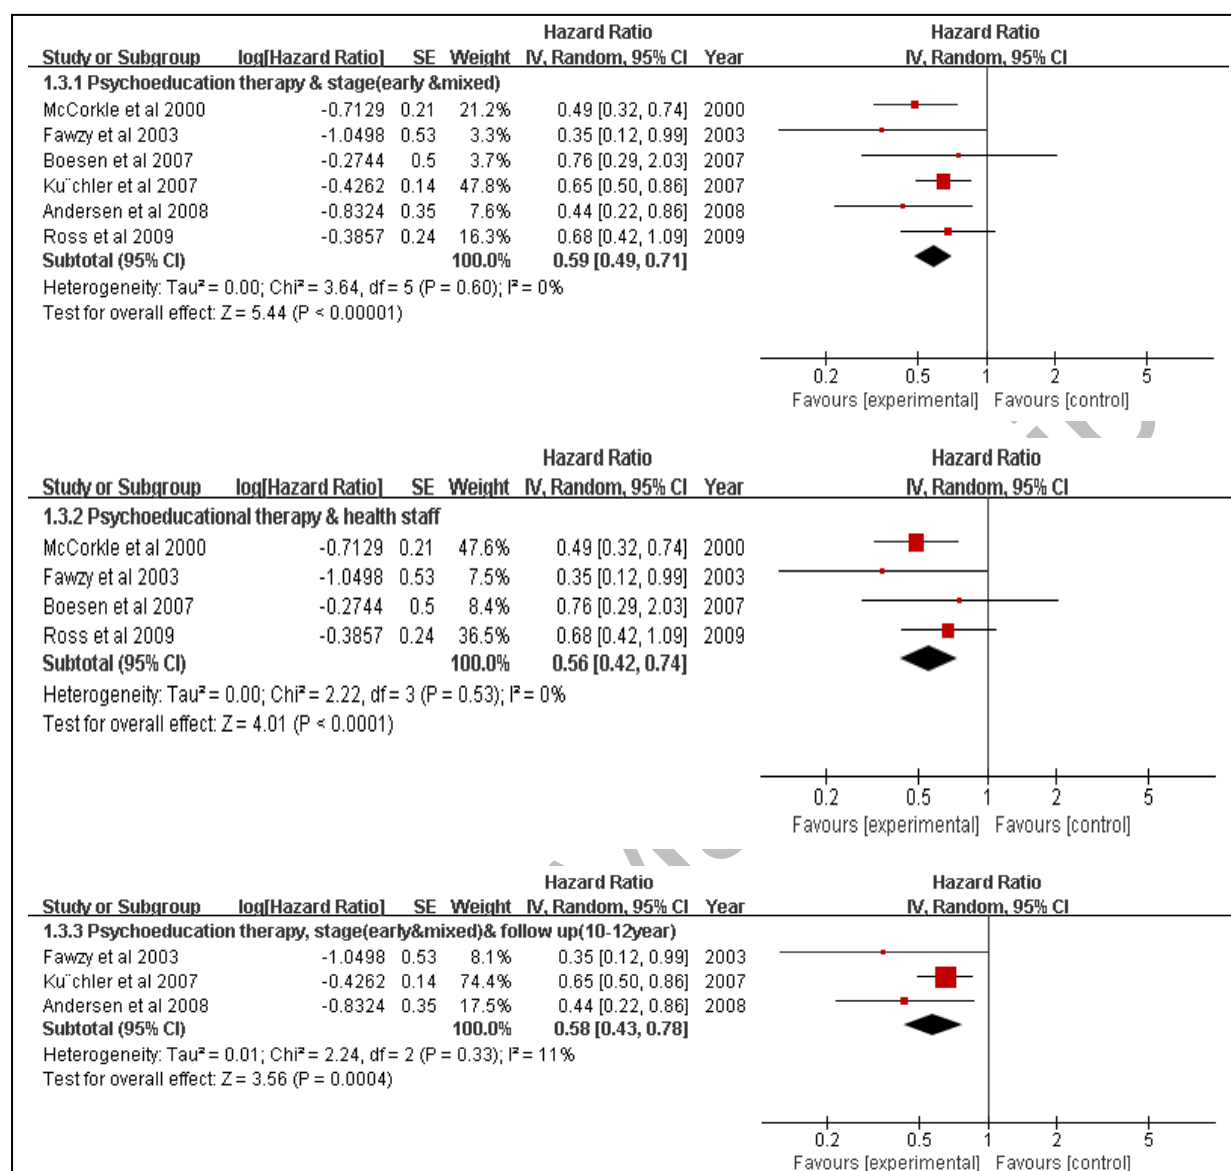 Hazard Ratio Hazard Ratio
Study or Subgroup log[Hazard Ratio] SE Weight IV, Random, 95% CI Year IV, Random, 95% CI
1.3.1 Psychoeducation therapy & stage(early &mixed)
McCorkle et al 2000 -0.7129 0.21 21.2% 0.49 [0.32, 0.74] 2000
Fawzy et al 2003 -1.0498 0.53 3.3% 0.35 [0.12, 0.99] 2003
Boesen et al 2007 -0.2744 0.5 3.7% 0.76 [0.29, 2.03] 2007
Ku¨chler et al 2007 -0.4262 0.14 47.8% 0.65 [0.50, 0.86] 2007
Andersen et al 2008 -0.8324 0.35 7.6% 0.44 [0.22, 0.86] 2008
Ross et al 2009 -0.3857 0.24 16.3% 0.68 [0.42, 1.09] 2009
Subtotal (95% CI) 100.0% 0.59 [0.49, 0.71]
Heterogeneity: Tau² = 0.00; Chi² = 3.64, df = 5 (P = 0.60); I² = 0%
Test for overall effect: Z = 5.44 (P < 0.00001)
0.2 0.5 1 2 5
Favours [experimental] Favours [control]
Hazard Ratio Hazard Ratio
Study or Subgroup log[Hazard Ratio] SE Weight IV, Random, 95% CI Year IV, Random, 95% CI
1.3.2 Psychoeducational therapy & health staff
McCorkle et al 2000 -0.7129 0.21 47.6% 0.49 [0.32, 0.74] 2000
Fawzy et al 2003 -1.0498 0.53 7.5% 0.35 [0.12, 0.99] 2003
Boesen et al 2007 -0.2744 0.5 8.4% 0.76 [0.29, 2.03] 2007
Ross et al 2009 -0.3857 0.24 36.5% 0.68 [0.42, 1.09] 2009
Subtotal (95% CI) 100.0% 0.56 [0.42, 0.74]
Heterogeneity: Tau² = 0.00; Chi² = 2.22, df = 3 (P = 0.53); I² = 0%
Test for overall effect: Z = 4.01 (P < 0.0001)
0.2 0.5 1 2 5
Favours [experimental] Favours [control]
Hazard Ratio Hazard Ratio
Study or Subgroup log[Hazard Ratio] SE Weight IV, Random, 95% CI Year IV, Random, 95% CI
1.3.3 Psychoeducation therapy, stage(early&mixed)& follow up(10-12year)
Fawzy et al 2003 -1.0498 0.53 8.1% 0.35 [0.12, 0.99] 2003
Ku¨chler et al 2007 -0.4262 0.14 74.4% 0.65 [0.50, 0.86] 2007
Andersen et al 2008 -0.8324 0.35 17.5% 0.44 [0.22, 0.86] 2008
Subtotal (95% CI) 100.0% 0.58 [0.43, 0.78]
Heterogeneity: Tau² = 0.01; Chi² = 2.24, df = 2 (P = 0.33); I² = 11%
Test for overall effect: Z = 3.56 (P = 0.0004)
0.2 0.5 1 2 5
Favours [experimental] Favours [control]